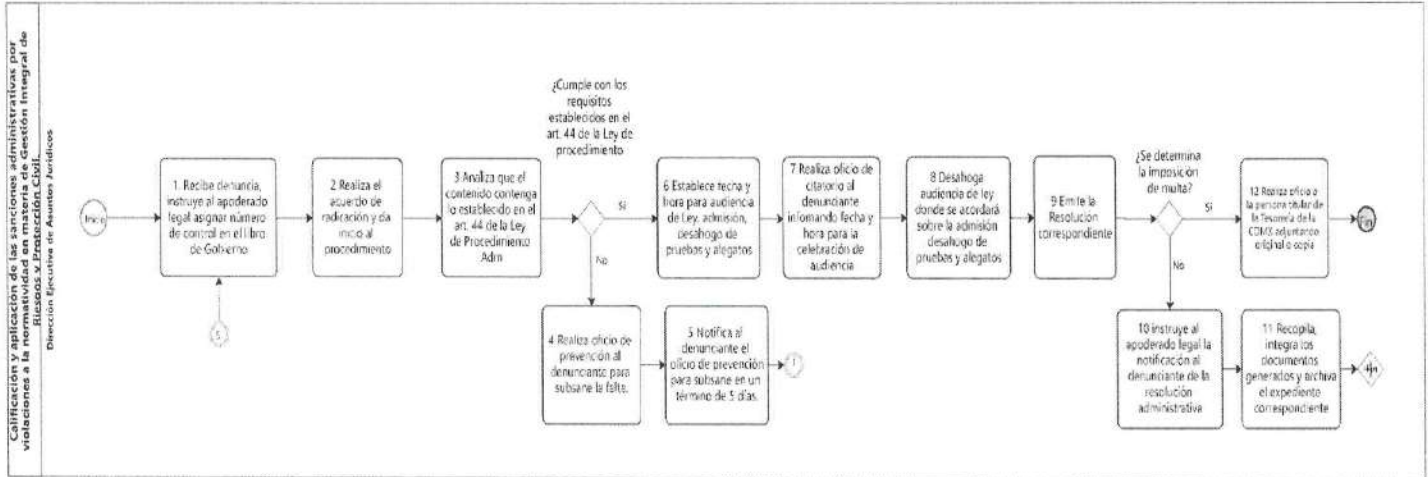 Calificación y aplicación de las sanciones administrativas por
violaciones a la normatividad en materia de Gestión Integral de
Riesgos y Protección Civil.
Dirección Ejecutiva de Asuntos Jurídicos
Inicio
1. Recibe denuncia,
instruye al apoderado
legal asignar número
de control en el libro
de Gobierno
S
2 Realiza el
acuerdo de
radicación y da
inicio al
procedimiento
3 Analiza que el
contenido contenga
lo establecido en el
art. 44 de la Ley
de Procedimiento
Adm
¿Cumple con los
requisitos
establecidos en el
art. 44 de la Ley de
procedimiento
Si
No
4 Realiza oficio de
prevención al
denunciante para
subsane la falta.
5 Notifica al
denunciante el
oficio de prevención
para subsane en un
término de 5 días.
1
6 Establece fecha y
hora para audiencia
de Ley, admisión,
desahogo de
pruebas y alegatos
7 Realiza oficio de
citatorio al
denunciante
informando fecha y
hora para la
celebración de
audiencia
8 Desahoga
audiencia de ley
donde se acordará
sobre la admisión
desahogo de
pruebas y alegatos
9 Emite la
Resolución
correspondiente
¿Se determina
la imposición
de multa?
Si
No
12 Realiza oficio a
la persona titular de
la Tesorería de la
CDMX adjuntando
original o copia
Fin
10 instruye al
apoderado legal la
notificación al
denunciante de la
resolución
administrativa
11 Recopila,
integra los
documentos
generados y archiva
el expediente
correspondiente
Fin